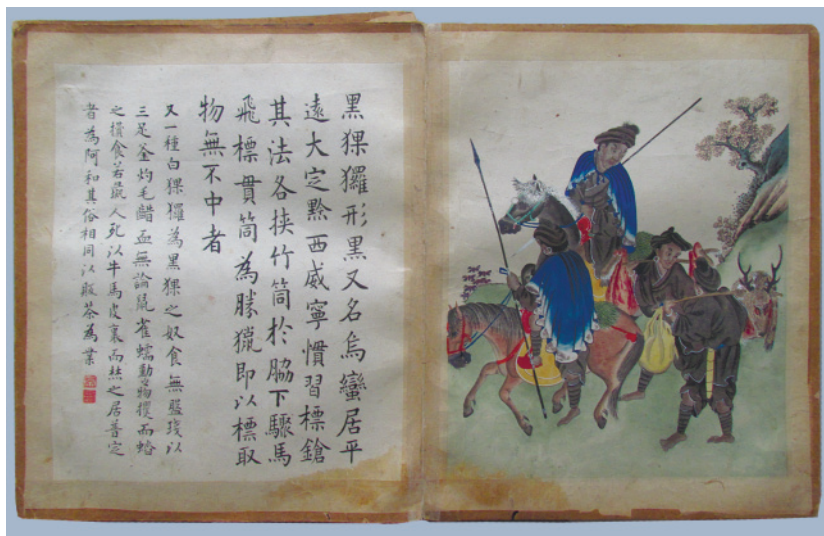 黑猓玀形黑又名烏蠻居平
遠大定黔西威寧慣習標鎗
其法各挾竹筒於脇下驟馬
飛標貫筒為勝獵即以標取
物無不中者
又一種白猓玀為黑猓之奴食無盤琖以
三足釜灼毛齰血無論鼠雀蠕動之物攫而燔
之攢食若彘人死以牛馬皮裹而焚之居普定
者為阿和其俗相同以販茶為業